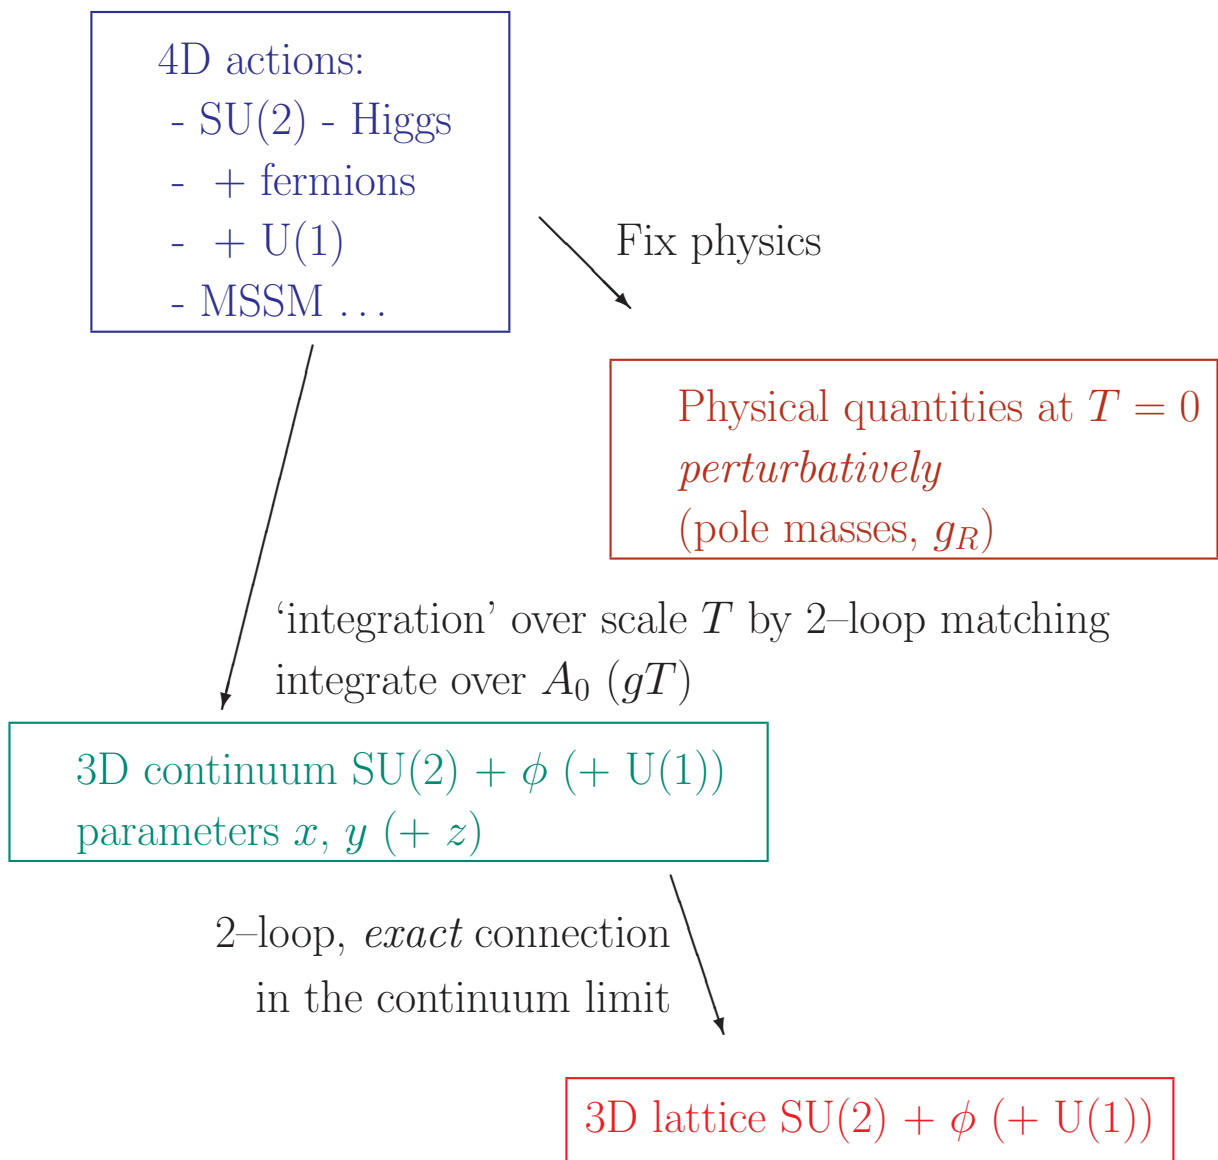 4D actions:
- SU(2) - Higgs
- + fermions
- + U(1)
- MSSM …
Fix physics
Physical quantities at T = 0
perturbatively
(pole masses, g_R)
‘integration’ over scale T by 2–loop matching
integrate over A_0 (gT)
3D continuum SU(2) + ϕ (+ U(1))
parameters x, y (+ z)
2–loop, exact connection
in the continuum limit
3D lattice SU(2) + ϕ (+ U(1))